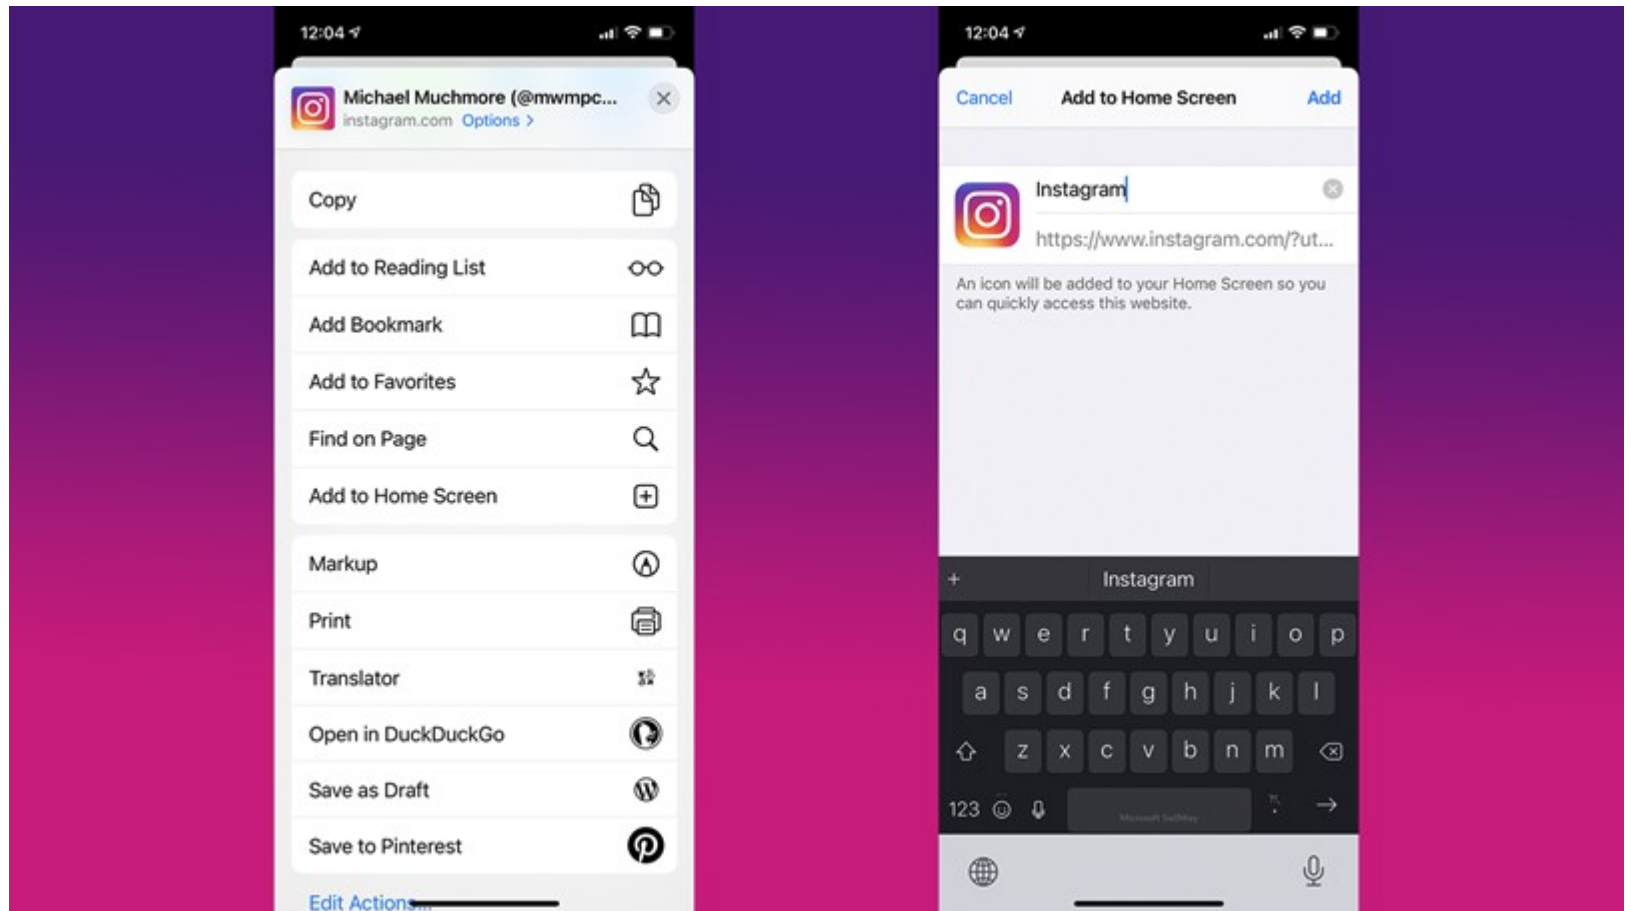 12:04
Michael Muchmore (@mwmpc...
instagram.com Options >
Copy
Add to Reading List
Add Bookmark
Add to Favorites
Find on Page
Add to Home Screen
Markup
Print
Translator
Open in DuckDuckGo
Save as Draft
Save to Pinterest
Edit Actions...
12:04
Cancel Add to Home Screen Add
Instagram
https://www.instagram.com/?ut...
An icon will be added to your Home Screen so you
can quickly access this website.
+ Instagram
q w e r t y u i o p
a s d f g h j k l
z x c v b n m
123
Microsoft SwiftKey